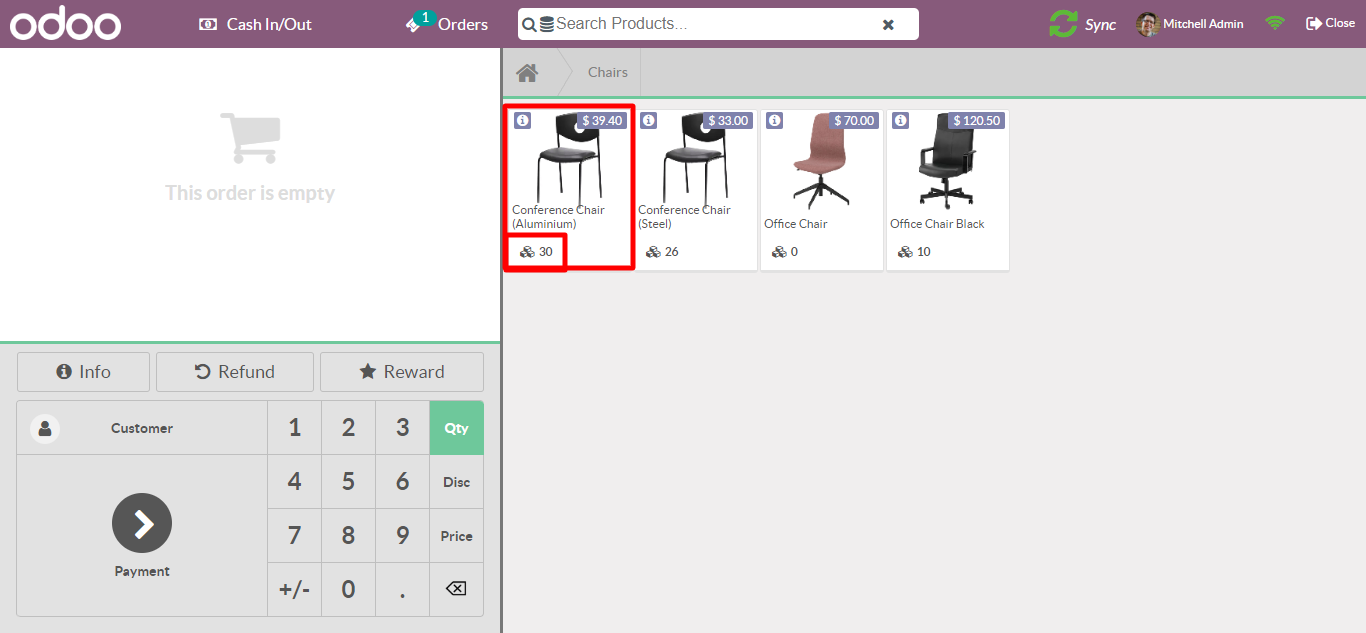 odoo
Cash In/Out
1
Orders
Search Products...
Sync
Mitchell Admin
Close
This order is empty
Chairs
$ 39.40
Conference Chair
(Aluminium)
30
$ 33.00
Conference Chair
(Steel)
26
$ 70.00
Office Chair
0
$ 120.50
Office Chair Black
10
Info
Refund
Reward
Customer
1 2 3 Qty
4 5 6 Disc
7 8 9 Price
+/- 0 .
Payment